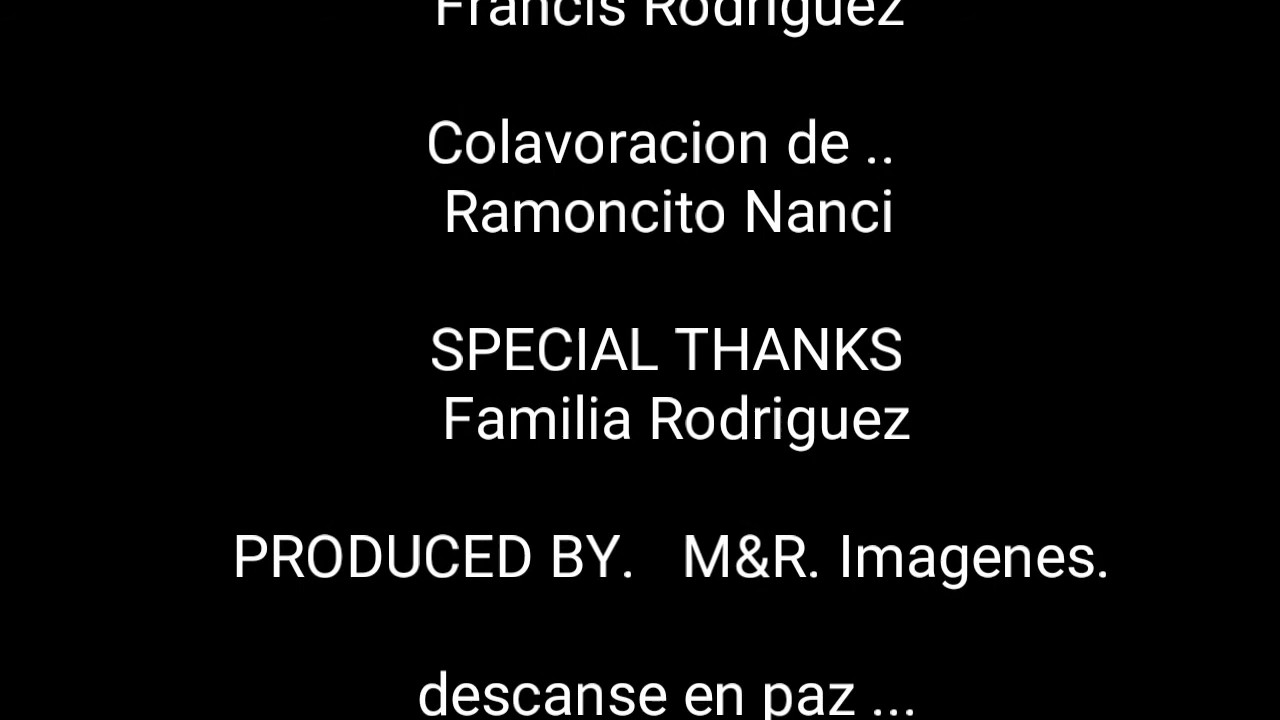 Francis Rodriguez
Colavoracion de ..
Ramoncito Nanci
SPECIAL THANKS
Familia Rodriguez
PRODUCED BY. M&R. Imagenes.
descanse en paz ...